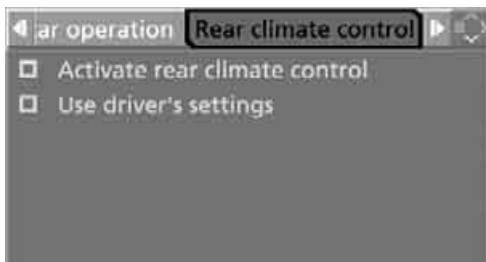 ar operation Rear climate control
Activate rear climate control
Use driver's settings